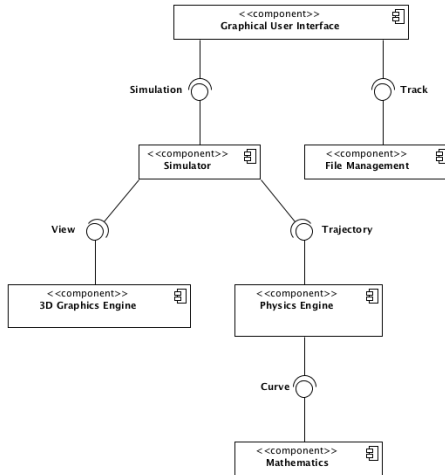 <<component>>
Graphical User Interface
Simulation
Track
<<component>>
Simulator
<<component>>
File Management
View
Trajectory
<<component>>
3D Graphics Engine
<<component>>
Physics Engine
Curve
<<component>>
Mathematics